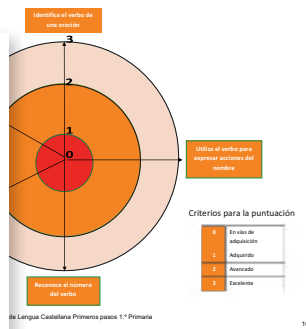 Identifica el verbo de
una oración
3
2
1
0
Utiliza el verbo para
expresar acciones del
nombre
Criterios para la puntuación
0 En vías de
adquisición
1 Adquirido
2 Avanzado
3 Excelente
Reconoce el número
del verbo
de Lengua Castellana Primeros pasos 1.º Primaria